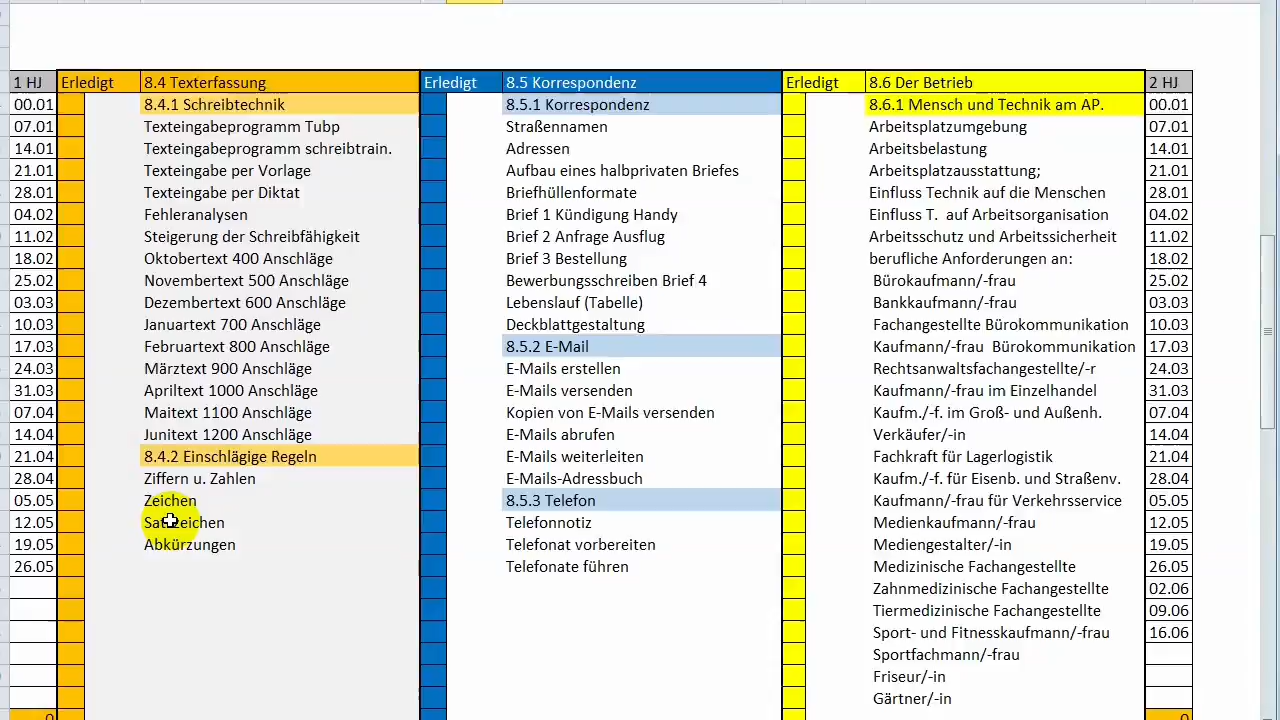 1 HJ Erledigt 8.4 Texterfassung Erledigt 8.5 Korrespondenz Erledigt 8.6 Der Betrieb 2 HJ
00.01 8.4.1 Schreibtechnik 8.5.1 Korrespondenz 8.6.1 Mensch und Technik am AP. 00.01
07.01 Texteingabeprogramm Tubp Straßennamen Arbeitsplatzumgebung 07.01
14.01 Texteingabeprogramm schreibtrain. Adressen Arbeitsbelastung 14.01
21.01 Texteingabe per Vorlage Aufbau eines halbprivaten Briefes Arbeitsplatzausstattung; 21.01
28.01 Texteingabe per Diktat Briefhüllenformate Einfluss Technik auf die Menschen 28.01
04.02 Fehleranalysen Brief 1 Kündigung Handy Einfluss T. auf Arbeitsorganisation 04.02
11.02 Steigerung der Schreibfähigkeit Brief 2 Anfrage Ausflug Arbeitsschutz und Arbeitssicherheit 11.02
18.02 Oktobertext 400 Anschläge Brief 3 Bestellung berufliche Anforderungen an: 18.02
25.02 Novembertext 500 Anschläge Bewerbungsschreiben Brief 4 Bürokaufmann/-frau 25.02
03.03 Dezembertext 600 Anschläge Lebenslauf (Tabelle) Bankkaufmann/-frau 03.03
10.03 Januartext 700 Anschläge Deckblattgestaltung Fachangestellte Bürokommunikation 10.03
17.03 Februartext 800 Anschläge 8.5.2 E-Mail Kaufmann/-frau Bürokommunikation 17.03
24.03 Märztext 900 Anschläge E-Mails erstellen Rechtsanwaltsfachangestellte/-r 24.03
31.03 Apriltext 1000 Anschläge E-Mails versenden Kaufmann/-frau im Einzelhandel 31.03
07.04 Maitext 1100 Anschläge Kopien von E-Mails versenden Kaufm./-f. im Groß- und Außenh. 07.04
14.04 Junitext 1200 Anschläge E-Mails abrufen Verkäufer/-in 14.04
21.04 8.4.2 Einschlägige Regeln E-Mails weiterleiten Fachkraft für Lagerlogistik 21.04
28.04 Ziffern u. Zahlen E-Mails-Adressbuch Kaufm./-f. für Eisenb. und Straßenv. 28.04
05.05 Zeichen 8.5.3 Telefon Kaufmann/-frau für Verkehrsservice 05.05
12.05 Satzzeichen Telefonnotiz Medienkaufmann/-frau 12.05
19.05 Abkürzungen Telefonat vorbereiten Mediengestalter/-in 19.05
26.05 Telefonate führen Medizinische Fachangestellte 26.05
Zahnmedizinische Fachangestellte 02.06
Tiermedizinische Fachangestellte 09.06
Sport- und Fitnesskaufmann/-frau 16.06
Sportfachmann/-frau
Friseur/-in
Gärtner/-in
0 0